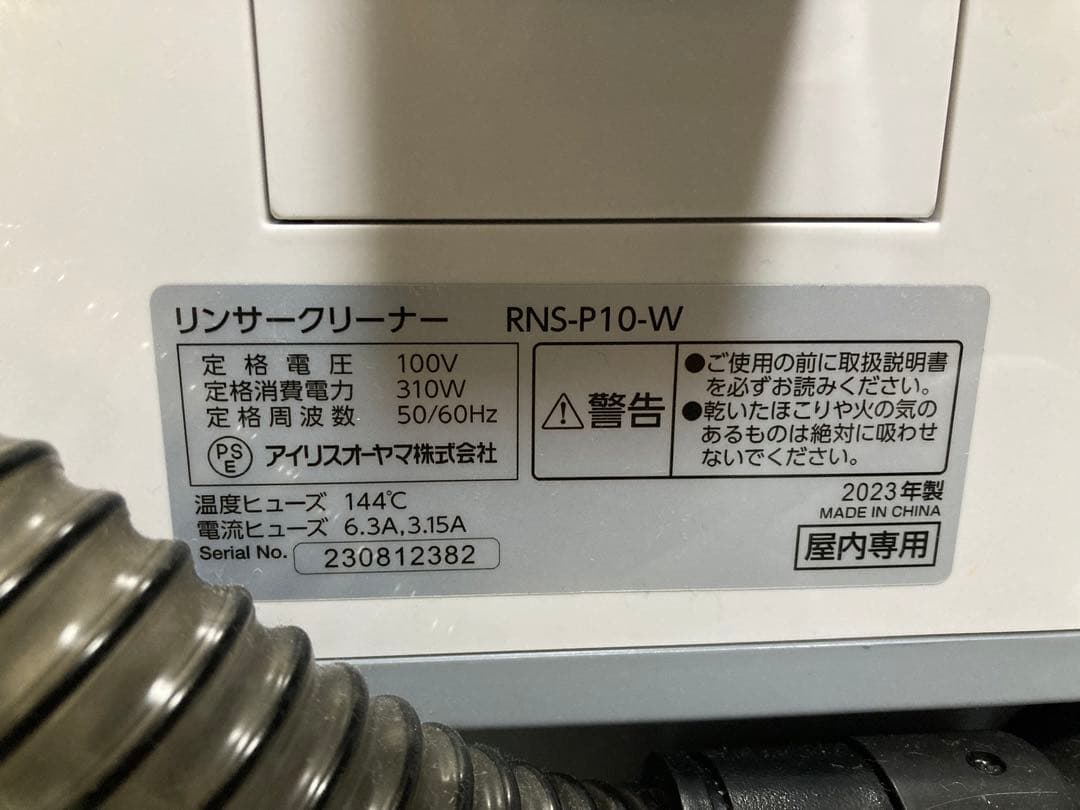 リンサークリーナー RNS-P10-W
定格電圧 100V
定格消費電力 310W
定格周波数 50/60Hz
PSE アイリスオーヤマ株式会社
警告
●ご使用の前に取扱説明書
を必ずお読みください。
●乾いたほこりや火の気の
あるものは絶対に吸わせ
ないでください。
温度ヒューズ 144℃
電流ヒューズ 6.3A,3.15A
Serial No. 230812382
2023年製
MADE IN CHINA
屋内専用